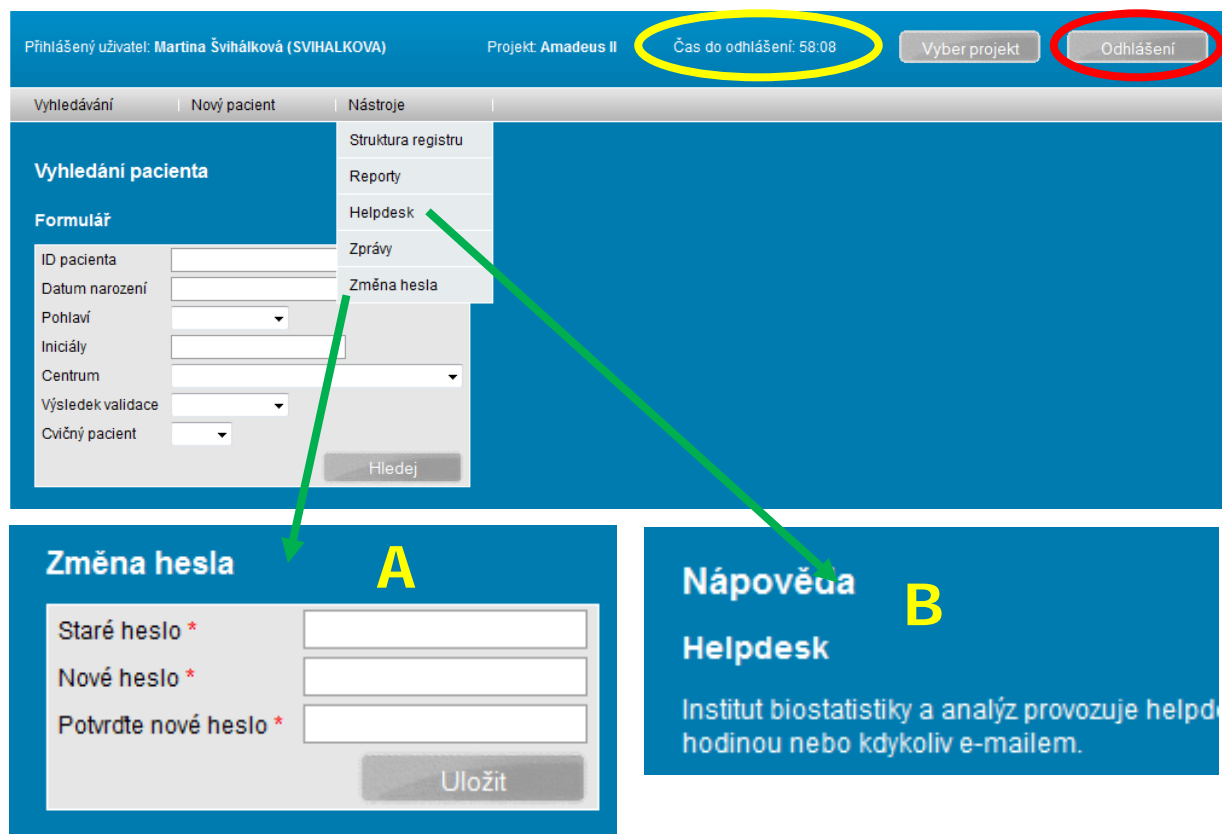 Přihlášený uživatel: Martina Švihálková (SVIHALKOVA) Projekt: Amadeus II Čas do odhlášení: 58:08 Vyber projekt Odhlášení
Vyhledávání Nový pacient Nástroje
Struktura registru
Reporty
Helpdesk
Zprávy
Změna hesla
Vyhledání pacienta
Formulář
ID pacienta
Datum narození
Pohlaví
Iniciály
Centrum
Výsledek validace
Cvičný pacient
Hledej
Změna hesla A
Staré heslo *
Nové heslo *
Potvrďte nové heslo *
Uložit
Nápověda B
Helpdesk
Institut biostatistiky a analýz provozuje helpd
hodinou nebo kdykoliv e-mailem.